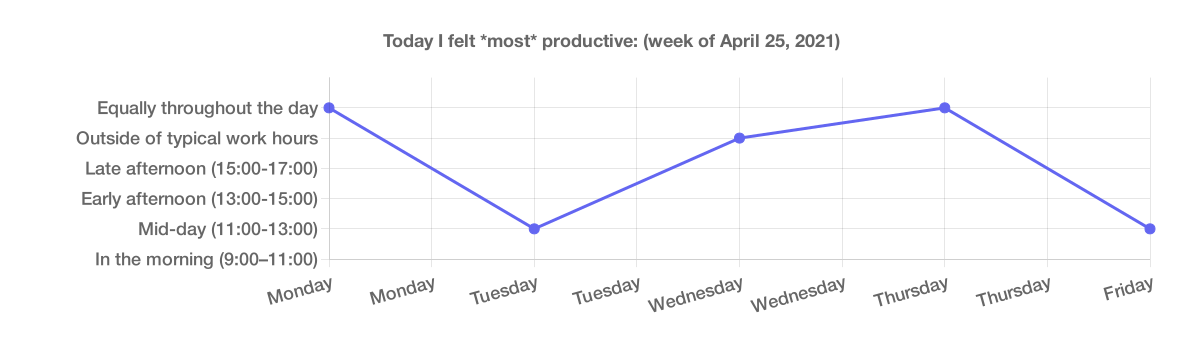 Today I felt *most* productive: (week of April 25, 2021)
Equally throughout the day
Outside of typical work hours
Late afternoon (15:00-17:00)
Early afternoon (13:00-15:00)
Mid-day (11:00-13:00)
In the morning (9:00–11:00)
Monday
Monday
Tuesday
Tuesday
Wednesday
Wednesday
Thursday
Thursday
Friday